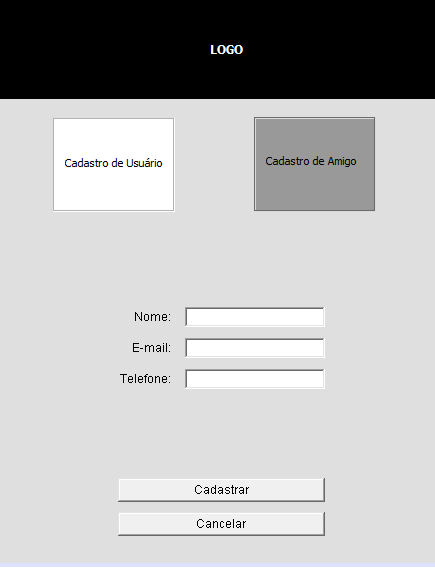 LOGO
Cadastro de Usuário
Cadastro de Amigo
Nome:
E-mail:
Telefone:
Cadastrar
Cancelar